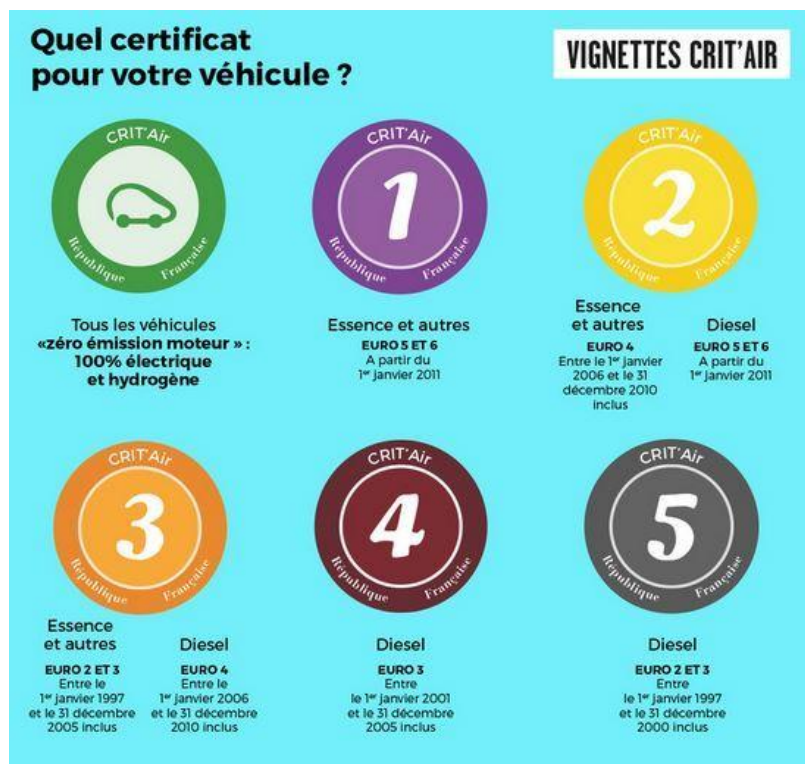 Quel certificat
pour votre véhicule ?
VIGNETTES CRIT'AIR
CRIT'Air
République Française
Tous les véhicules
«zéro émission moteur » :
100% électrique
et hydrogène
CRIT'Air
1
République Française
Essence et autres
EURO 5 ET 6
A partir du
1er janvier 2011
CRIT'Air
2
République Française
Essence
et autres
EURO 4
Entre le 1er janvier
2006 et le 31
décembre 2010
inclus
Diesel
EURO 5 ET 6
A partir du
1er janvier 2011
CRIT'Air
3
République Française
Essence
et autres
EURO 2 ET 3
Entre le
1er janvier 1997
et le 31 décembre
2005 inclus
Diesel
EURO 4
Entre le
1er janvier 2006
et le 31 décembre
2010 inclus
CRIT'Air
4
République Française
Diesel
EURO 3
Entre
le 1er janvier 2001
et le 31 décembre
2005 inclus
CRIT'Air
5
République Française
Diesel
EURO 2 ET 3
Entre
le 1er janvier 1997
et le 31 décembre
2000 inclus